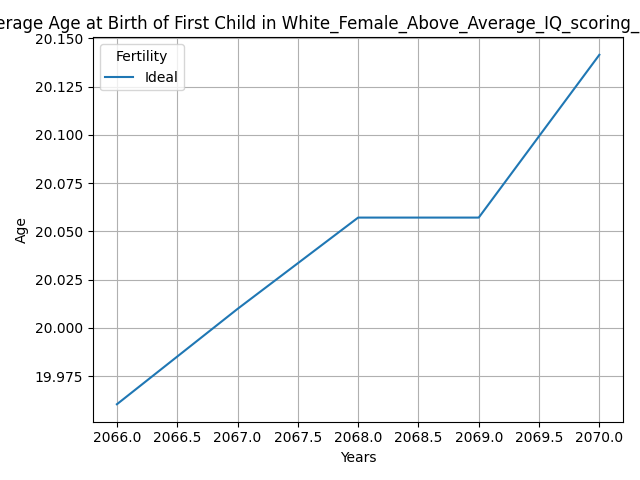 erage Age at Birth of First Child in White_Female_Above_Average_IQ_scoring_
Fertility
Ideal
20.150
20.125
20.100
20.075
20.050
20.025
20.000
19.975
Age
2066.0 2066.5 2067.0 2067.5 2068.0 2068.5 2069.0 2069.5 2070.0
Years